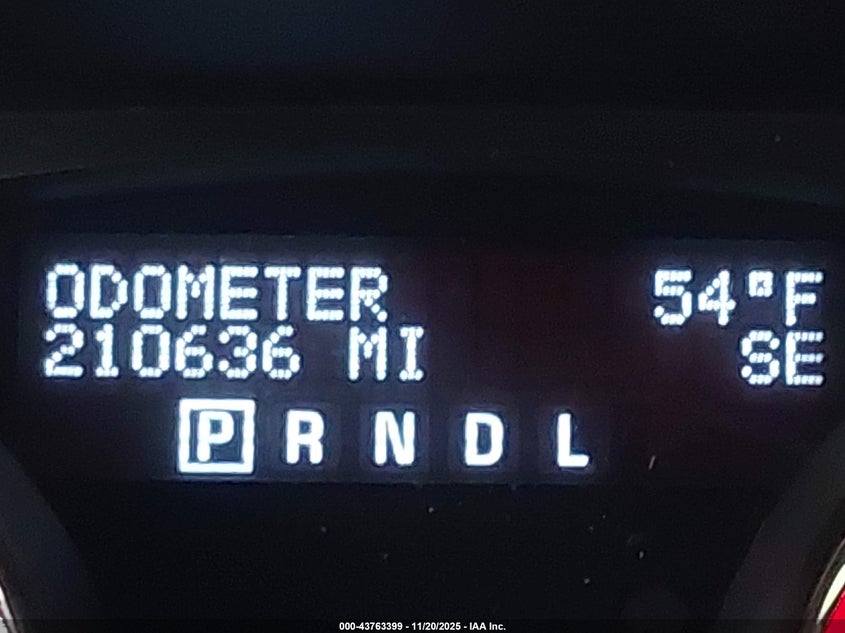 ODOMETER 54°F
210636 MI SE
P R N D L
000-43763399 - 11/20/2025 - IAA Inc.